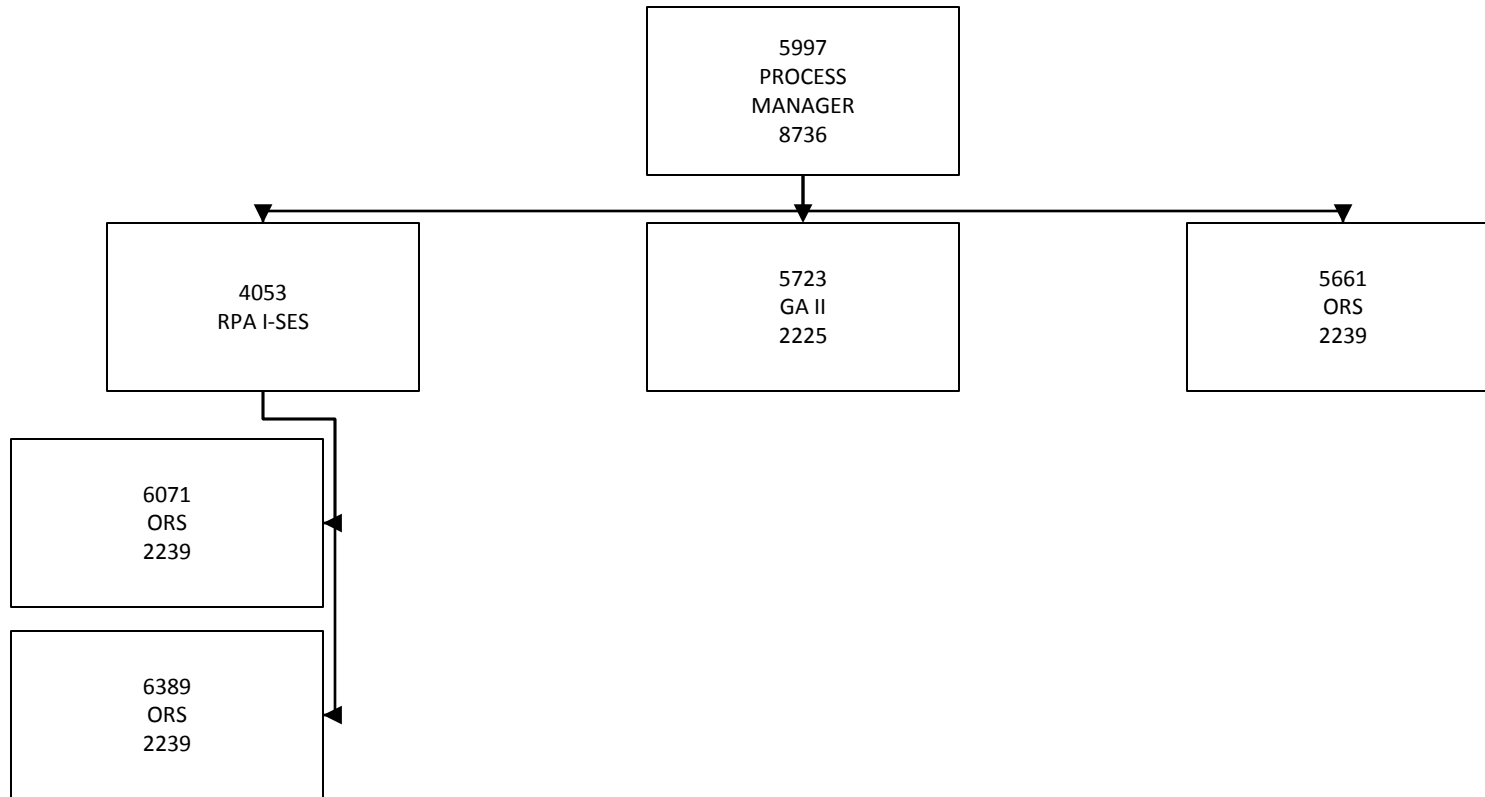 5997
PROCESS
MANAGER
8736
4053
RPA I-SES
5723
GA II
2225
5661
ORS
2239
6071
ORS
2239
6389
ORS
2239